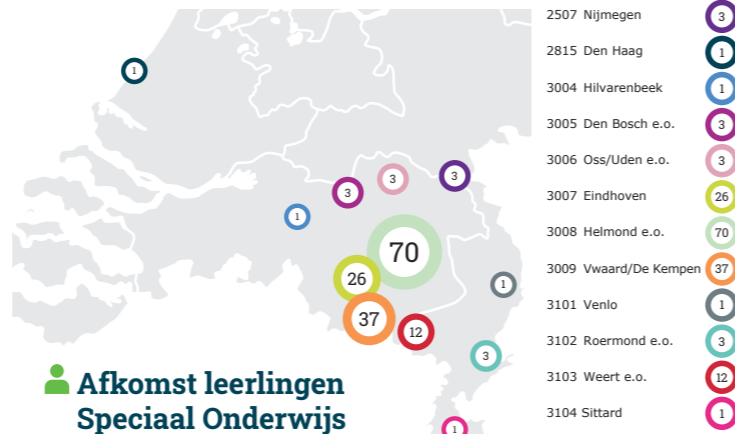 2507 Nijmegen 3
2815 Den Haag 1
3004 Hilvarenbeek 1
3005 Den Bosch e.o. 3
3006 Oss/Uden e.o. 3
3007 Eindhoven 26
3008 Helmond e.o. 70
3009 Vwaard/De Kempen 37
3101 Venlo 1
3102 Roermond e.o. 3
3103 Weert e.o. 12
3104 Sittard 1
1
3
3
3
1
70
26
1
37
12
3
1
Afkomst leerlingen
Speciaal Onderwijs